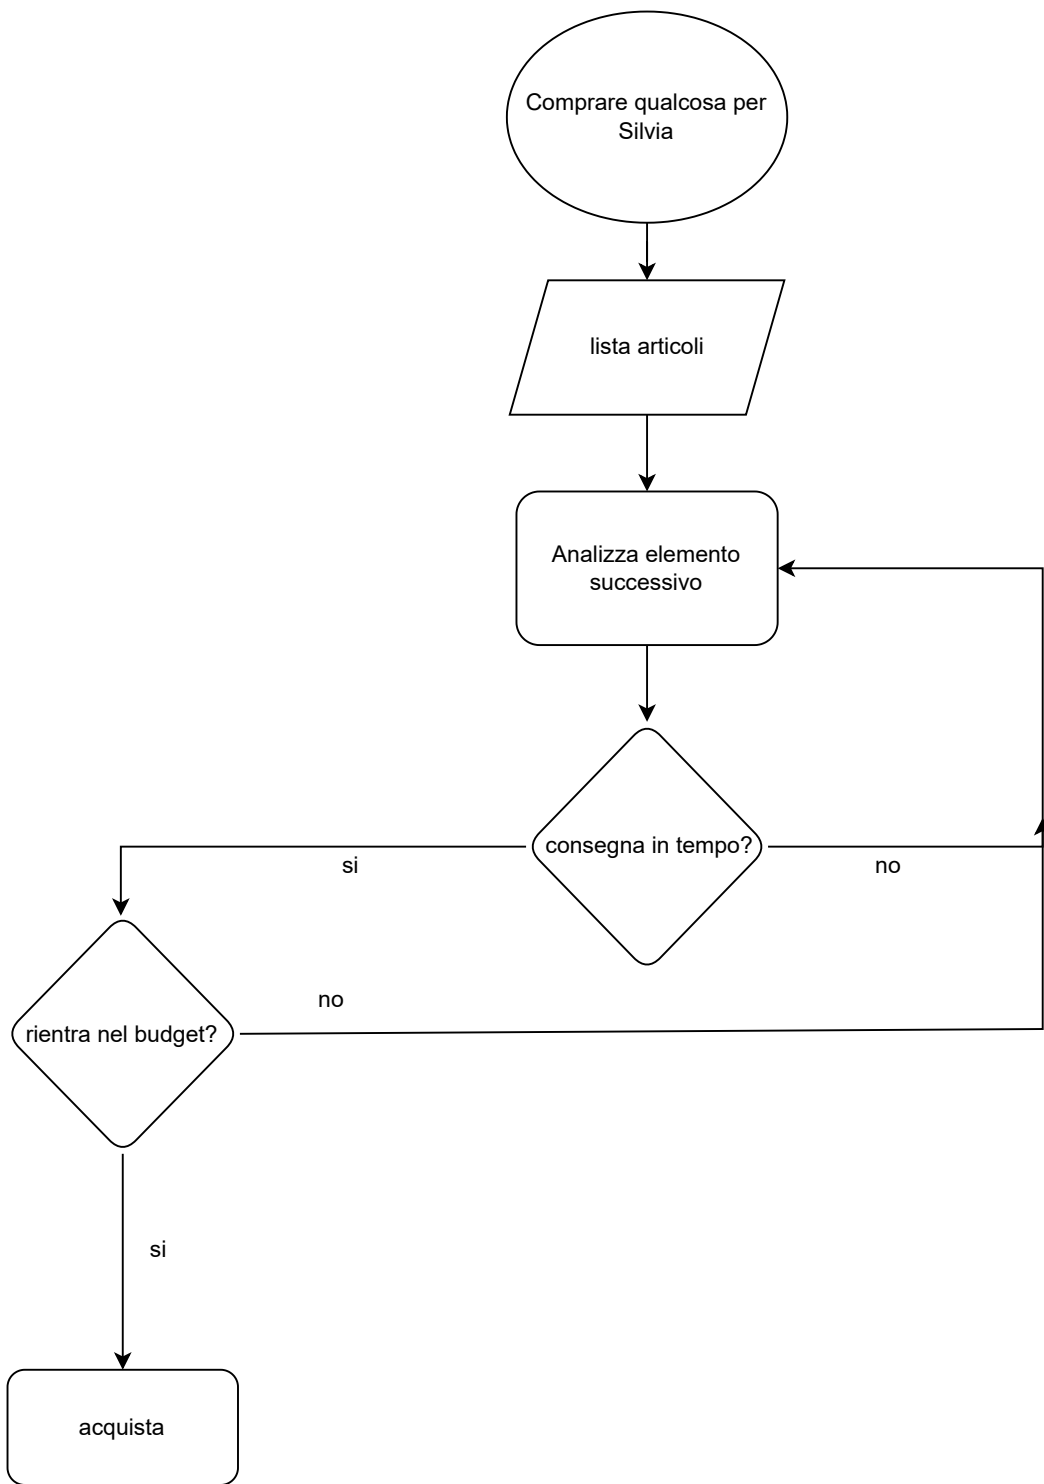 Comprare qualcosa per
Silvia
lista articoli
Analizza elemento
successivo
consegna in tempo?
si
no
no
rientra nel budget?
si
acquista